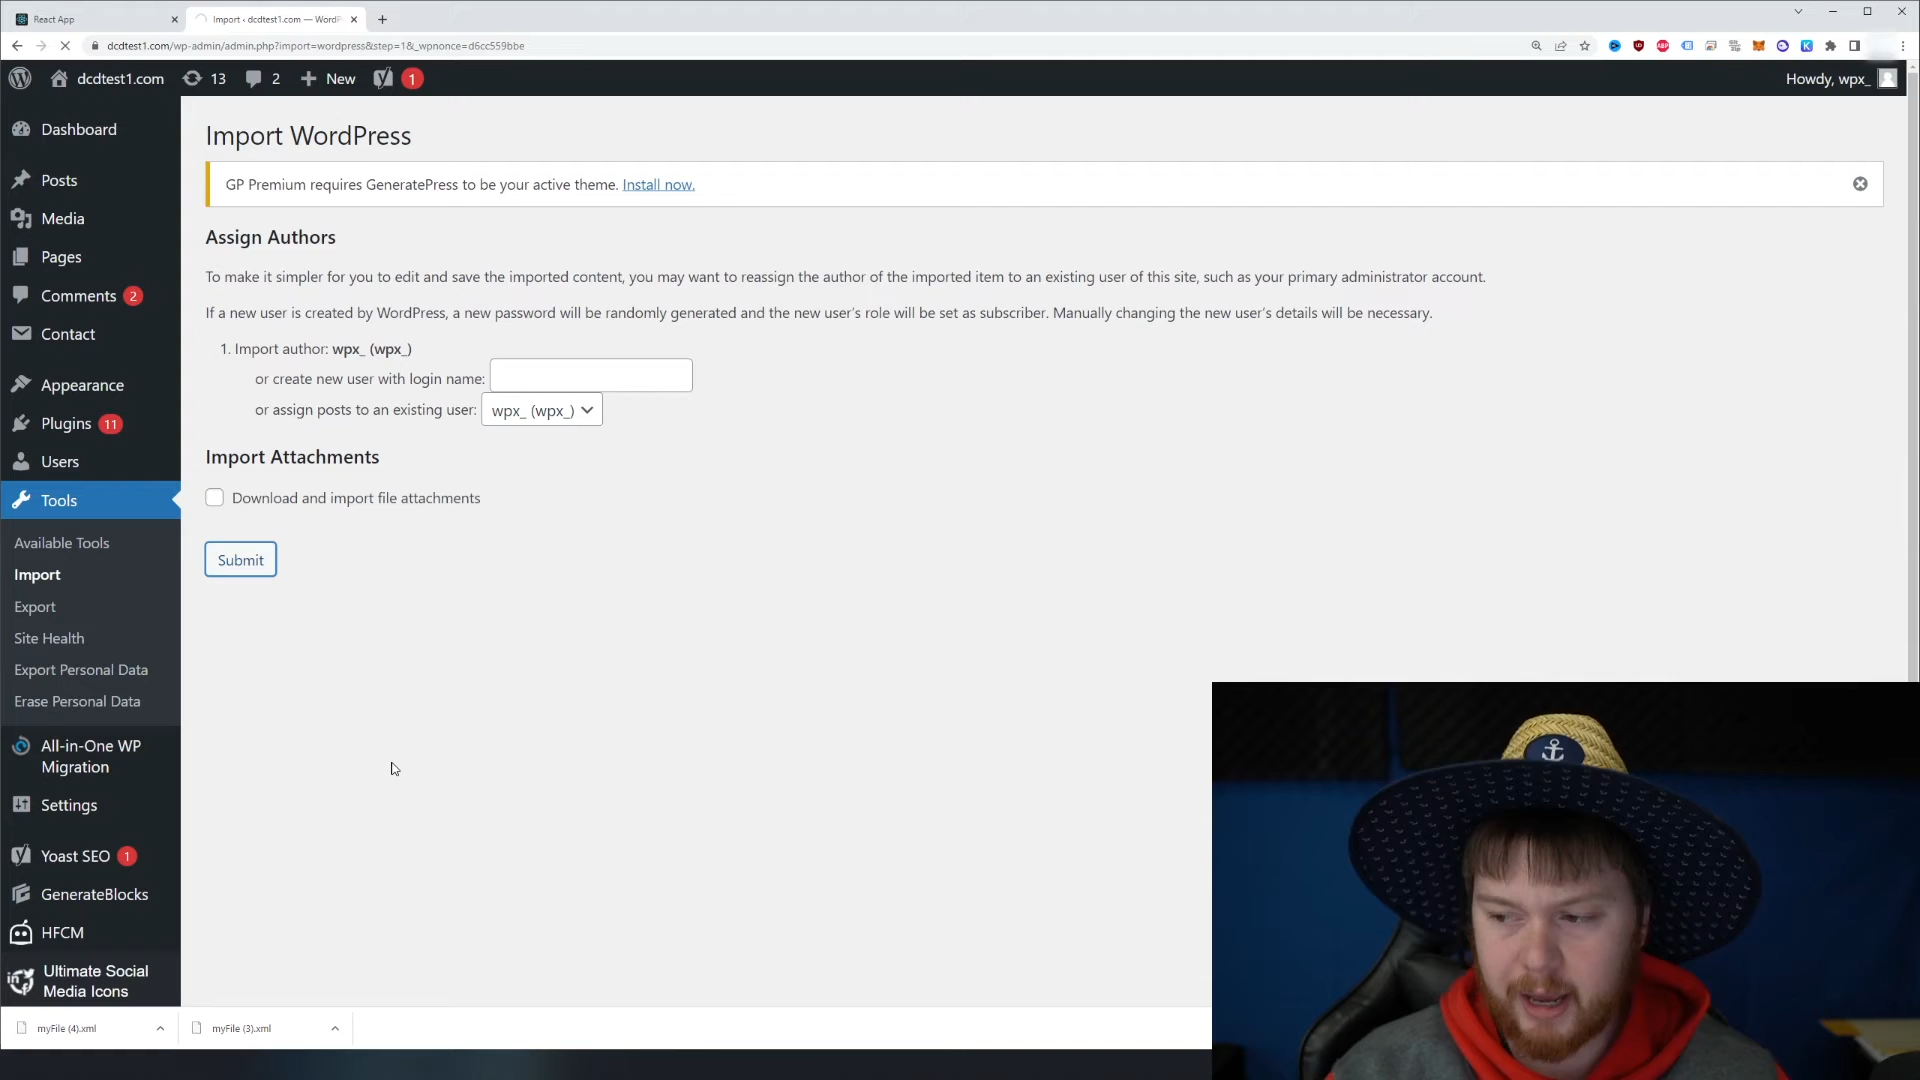 React App
Import ‹ dcdtest1.com — WordP
dcdtest1.com/wp-admin/admin.php?import=wordpress&step=1&_wpnonce=d6cc559bbe
dcdtest1.com
13
2
New
1
Howdy, wpx_
Dashboard
Posts
Media
Pages
Comments 2
Contact
Appearance
Plugins 11
Users
Tools
Available Tools
Import
Export
Site Health
Export Personal Data
Erase Personal Data
All-in-One WP
Migration
Settings
Yoast SEO 1
GenerateBlocks
HFCM
Ultimate Social
Media Icons
Import WordPress
GP Premium requires GeneratePress to be your active theme. Install now.
Assign Authors
To make it simpler for you to edit and save the imported content, you may want to reassign the author of the imported item to an existing user of this site, such as your primary administrator account.
If a new user is created by WordPress, a new password will be randomly generated and the new user’s role will be set as subscriber. Manually changing the new user’s details will be necessary.
1. Import author: wpx_ (wpx_)
or create new user with login name:
or assign posts to an existing user: wpx_ (wpx_)
Import Attachments
Download and import file attachments
Submit
myFile (4).xml
myFile (3).xml